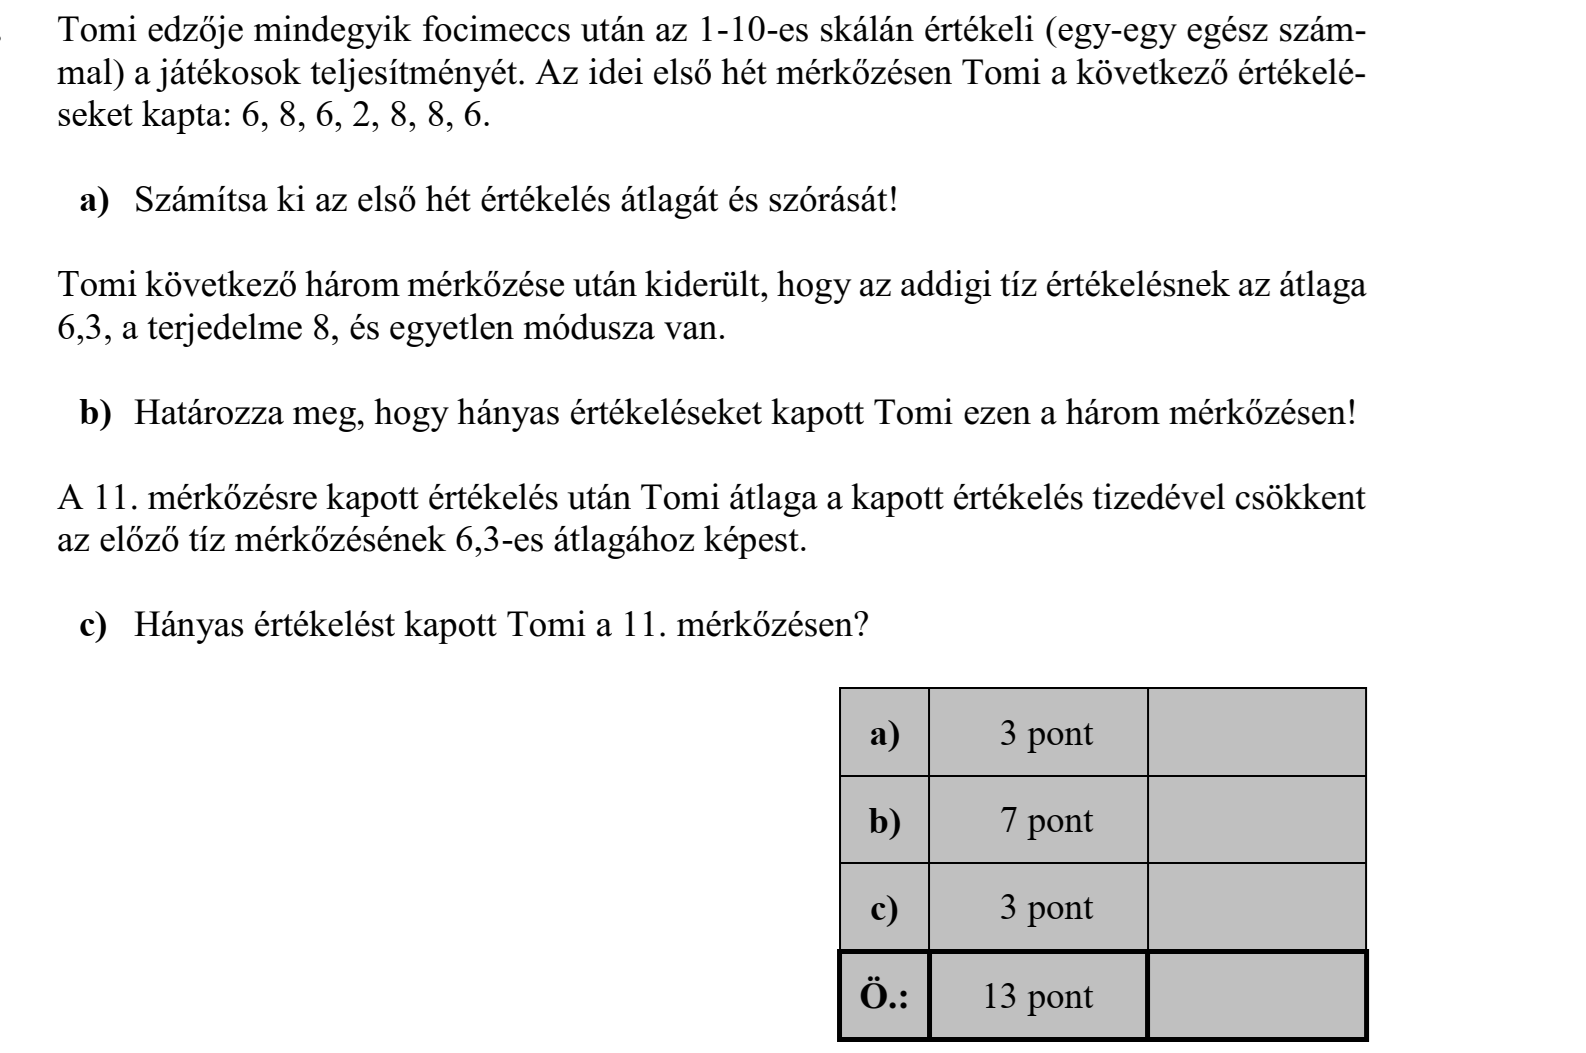 Tomi edzője mindegyik focimeccs után az 1-10-es skálán értékeli (egy-egy egész szám-
mal) a játékosok teljesítményét. Az idei első hét mérkőzésen Tomi a következő értékelé-
seket kapta: 6, 8, 6, 2, 8, 8, 6.
a) Számítsa ki az első hét értékelés átlagát és szórását!
Tomi következő három mérkőzése után kiderült, hogy az addigi tíz értékelésnek az átlaga
6,3, a terjedelme 8, és egyetlen módusza van.
b) Határozza meg, hogy hányas értékeléseket kapott Tomi ezen a három mérkőzésen!
A 11. mérkőzésre kapott értékelés után Tomi átlaga a kapott értékelés tizedével csökkent
az előző tíz mérkőzésének 6,3-es átlagához képest.
c) Hányas értékelést kapott Tomi a 11. mérkőzésen?
a) 3 pont
b) 7 pont
c) 3 pont
Ö.: 13 pont